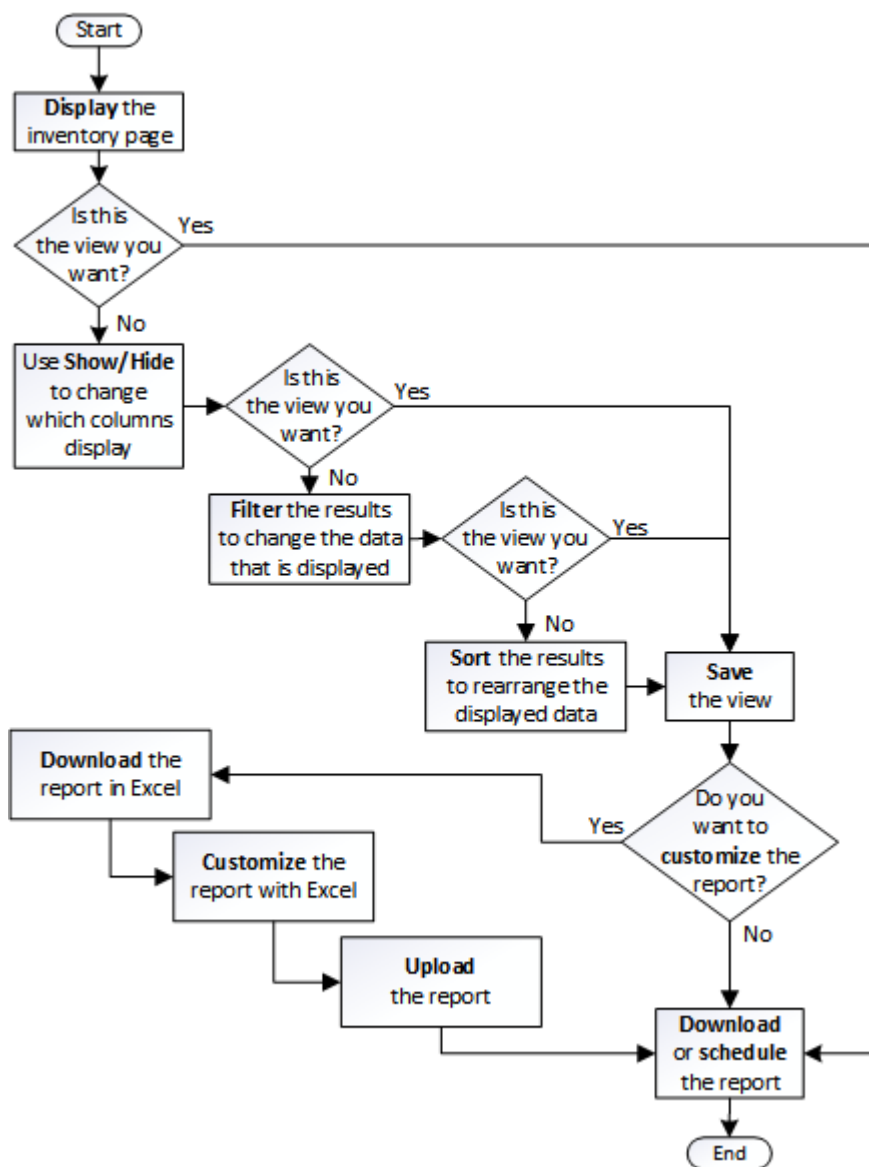 Start
Display the
inventory page
Is this
the view you
want?
Yes
No
Use Show/Hide
to change
which columns
display
Is this
the view you
want?
Yes
No
Filter the results
to change the data
that is displayed
Is this
the view you
want?
Yes
No
Sort the results
to rearrange the
displayed data
Save
the view
Do you
want to
customize the
report?
Yes
No
Download the
report in Excel
Customize the
report with Excel
Upload
the report
Download
or schedule
the report
End